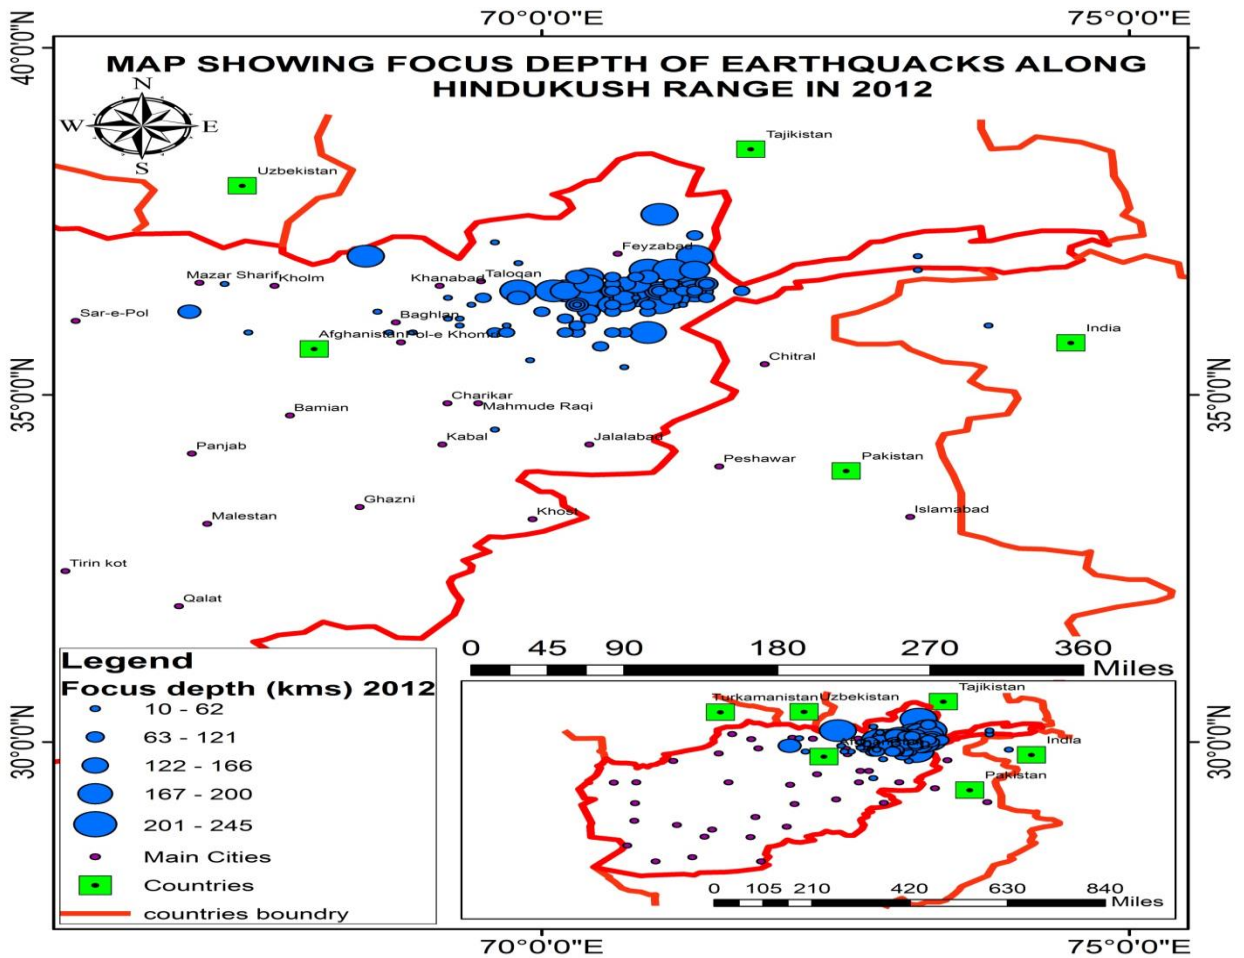 70°0'0"E 75°0'0"E
40°0'0"N
MAP SHOWING FOCUS DEPTH OF EARTHQUACKS ALONG
HINDUKUSH RANGE IN 2012
N
W E
S
Tajikistan
Uzbekistan
Feyzabad
Mazar Sharif Kholm Khanabad Taloqan
Sar-e-Pol Baghlan
Afghanistan Pol-e Khomri
India
Chitral
35°0'0"N 35°0'0"N
Charikar
Bamian Mahmude Raqi
Kabal Jalalabad
Panjab
Peshawar Pakistan
Ghazni
Malestan Khost Islamabad
Tirin kot
Qalat
Legend
Focus depth (kms) 2012
10 - 62
63 - 121
122 - 166
167 - 200
201 - 245
Main Cities
Countries
countries boundry
0 45 90 180 270 360
Miles
Turkamanistan Uzbekistan Tajikistan
Afghanistan India
Pakistan
0 105 210 420 630 840
Miles
30°0'0"N 30°0'0"N
70°0'0"E 75°0'0"E